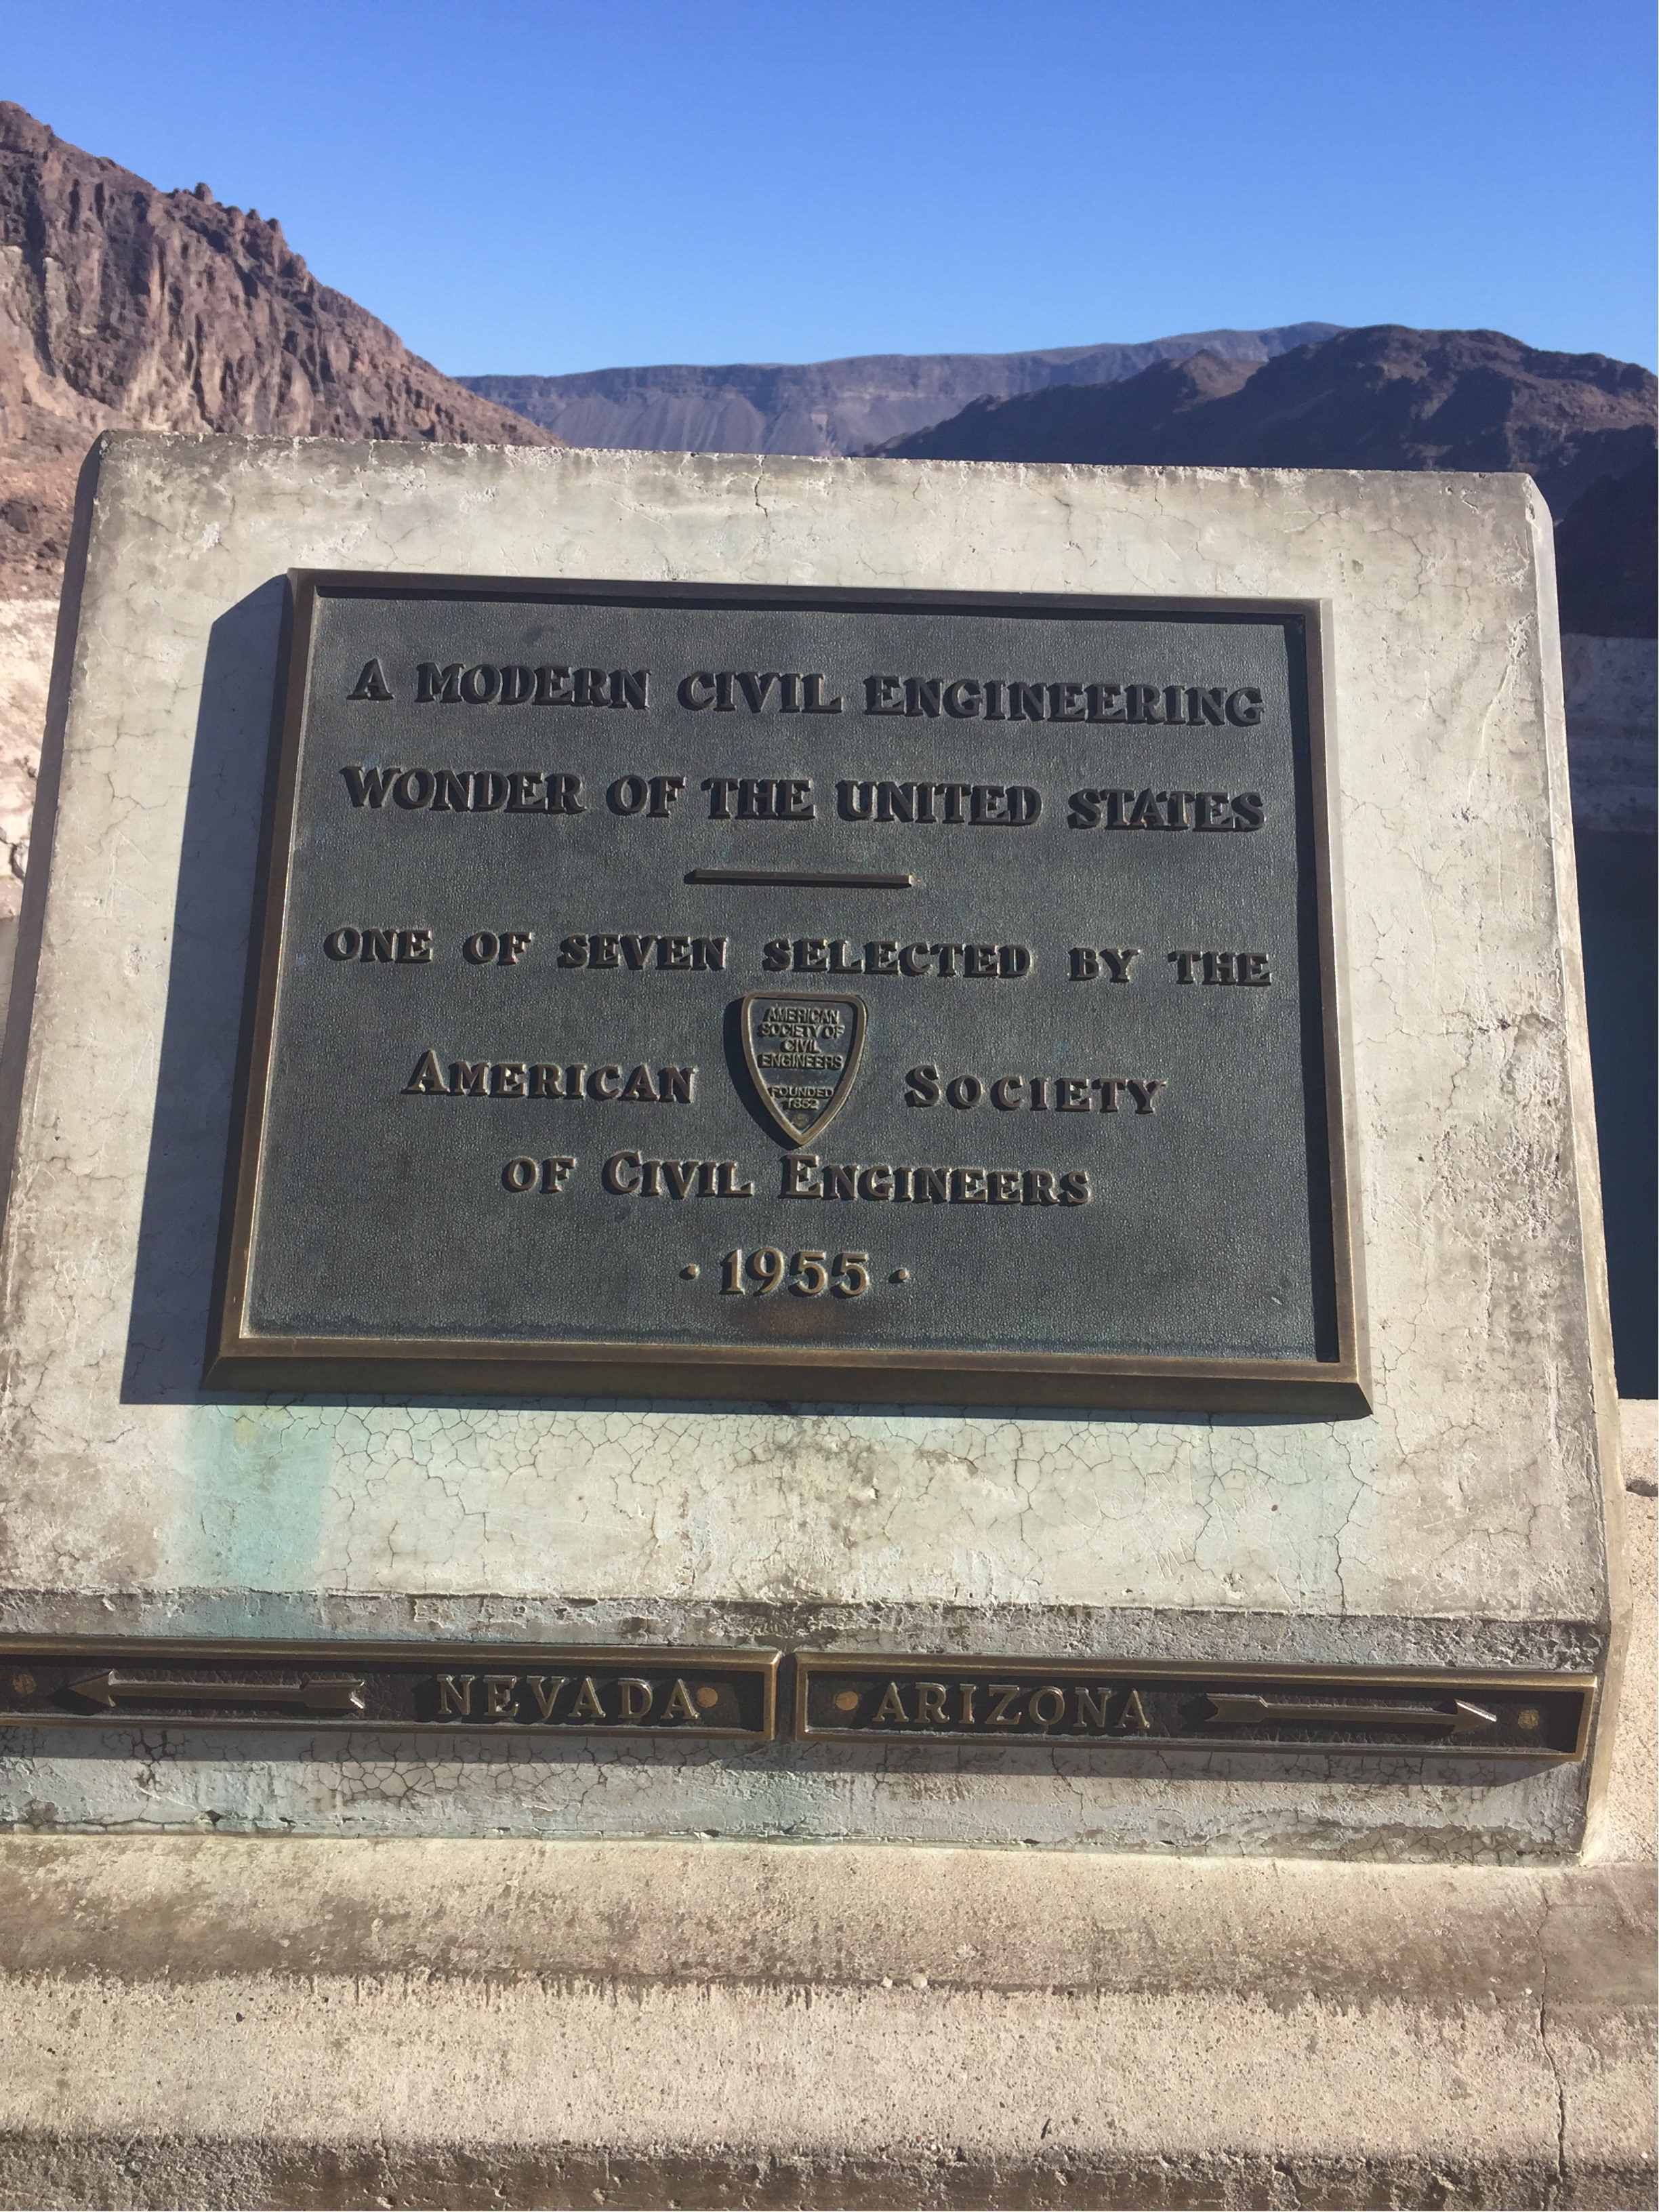 A MODERN CIVIL ENGINEERING
WONDER OF THE UNITED STATES
ONE OF SEVEN SELECTED BY THE
AMERICAN
SOCIETY OF
CIVIL
ENGINEERS
FOUNDED
1852
AMERICAN SOCIETY
OF CIVIL ENGINEERS
· 1955 ·
NEVADA
ARIZONA